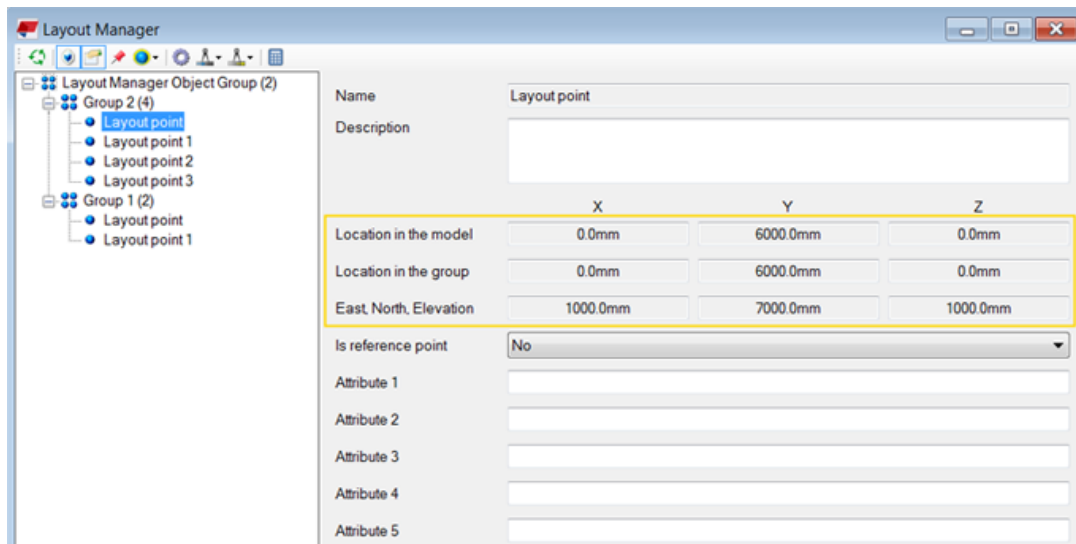 Layout Manager
Layout Manager Object Group (2)
Group 2 (4)
Layout point
Layout point 1
Layout point 2
Layout point 3
Group 1 (2)
Layout point
Layout point 1
Name Layout point
Description
X Y Z
Location in the model 0.0mm 6000.0mm 0.0mm
Location in the group 0.0mm 6000.0mm 0.0mm
East, North, Elevation 1000.0mm 7000.0mm 1000.0mm
Is reference point No
Attribute 1
Attribute 2
Attribute 3
Attribute 4
Attribute 5